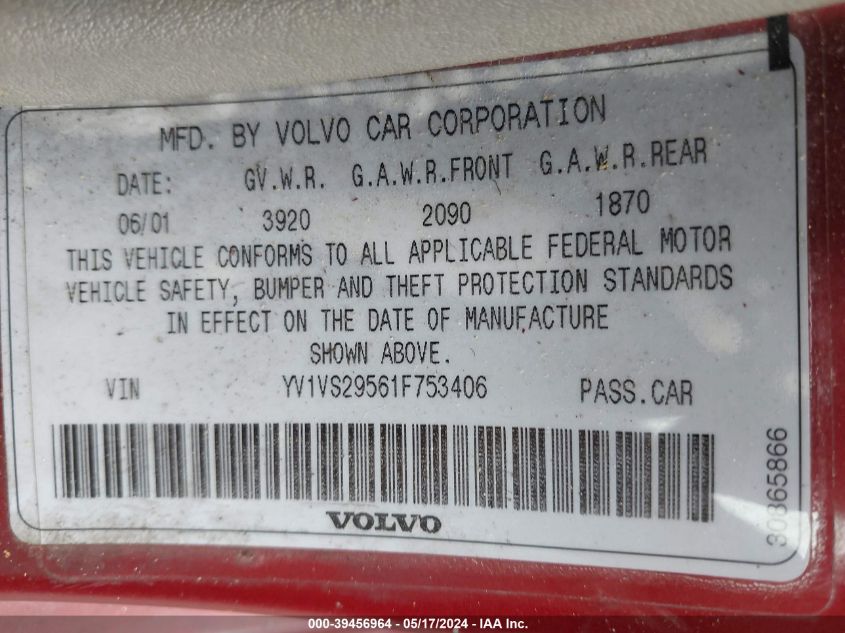 MFD. BY VOLVO CAR CORPORATION
DATE: GV.W.R. G.A.W.R.FRONT G.A.W.R.REAR
06/01 3920 2090 1870
THIS VEHICLE CONFORMS TO ALL APPLICABLE FEDERAL MOTOR
VEHICLE SAFETY, BUMPER AND THEFT PROTECTION STANDARDS
IN EFFECT ON THE DATE OF MANUFACTURE
SHOWN ABOVE.
VIN YV1VS29561F753406 PASS.CAR
VOLVO
30865866
000-39456964 - 05/17/2024 - IAA Inc.